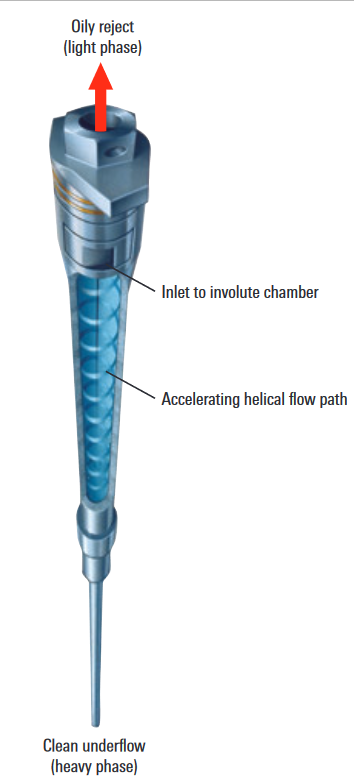 Oily reject
(light phase)
Inlet to involute chamber
Accelerating helical flow path
Clean underflow
(heavy phase)